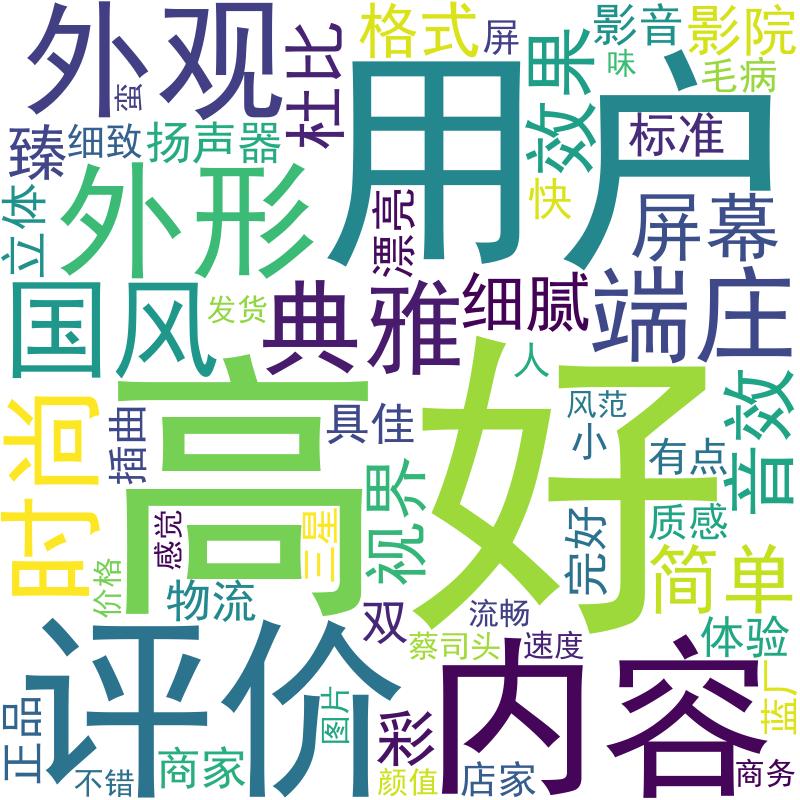 外观
杜比
格式
屏
效果
影音
影院
味
毛病
蛮
用户
标准
臻
细致
扬声器
立体
外形
漂亮
快
屏幕
国风
发货
典雅
细腻
端庄
人
高
好
时尚
插曲
具佳
视界
风范
小
有点
音效
感觉
三星
完好
质感
价格
物流
双
流畅
简单
评价
蔡司头
速度
体验
内容
蓝厂
正品
图片
彩
不错
商家
颜值
店家
商务